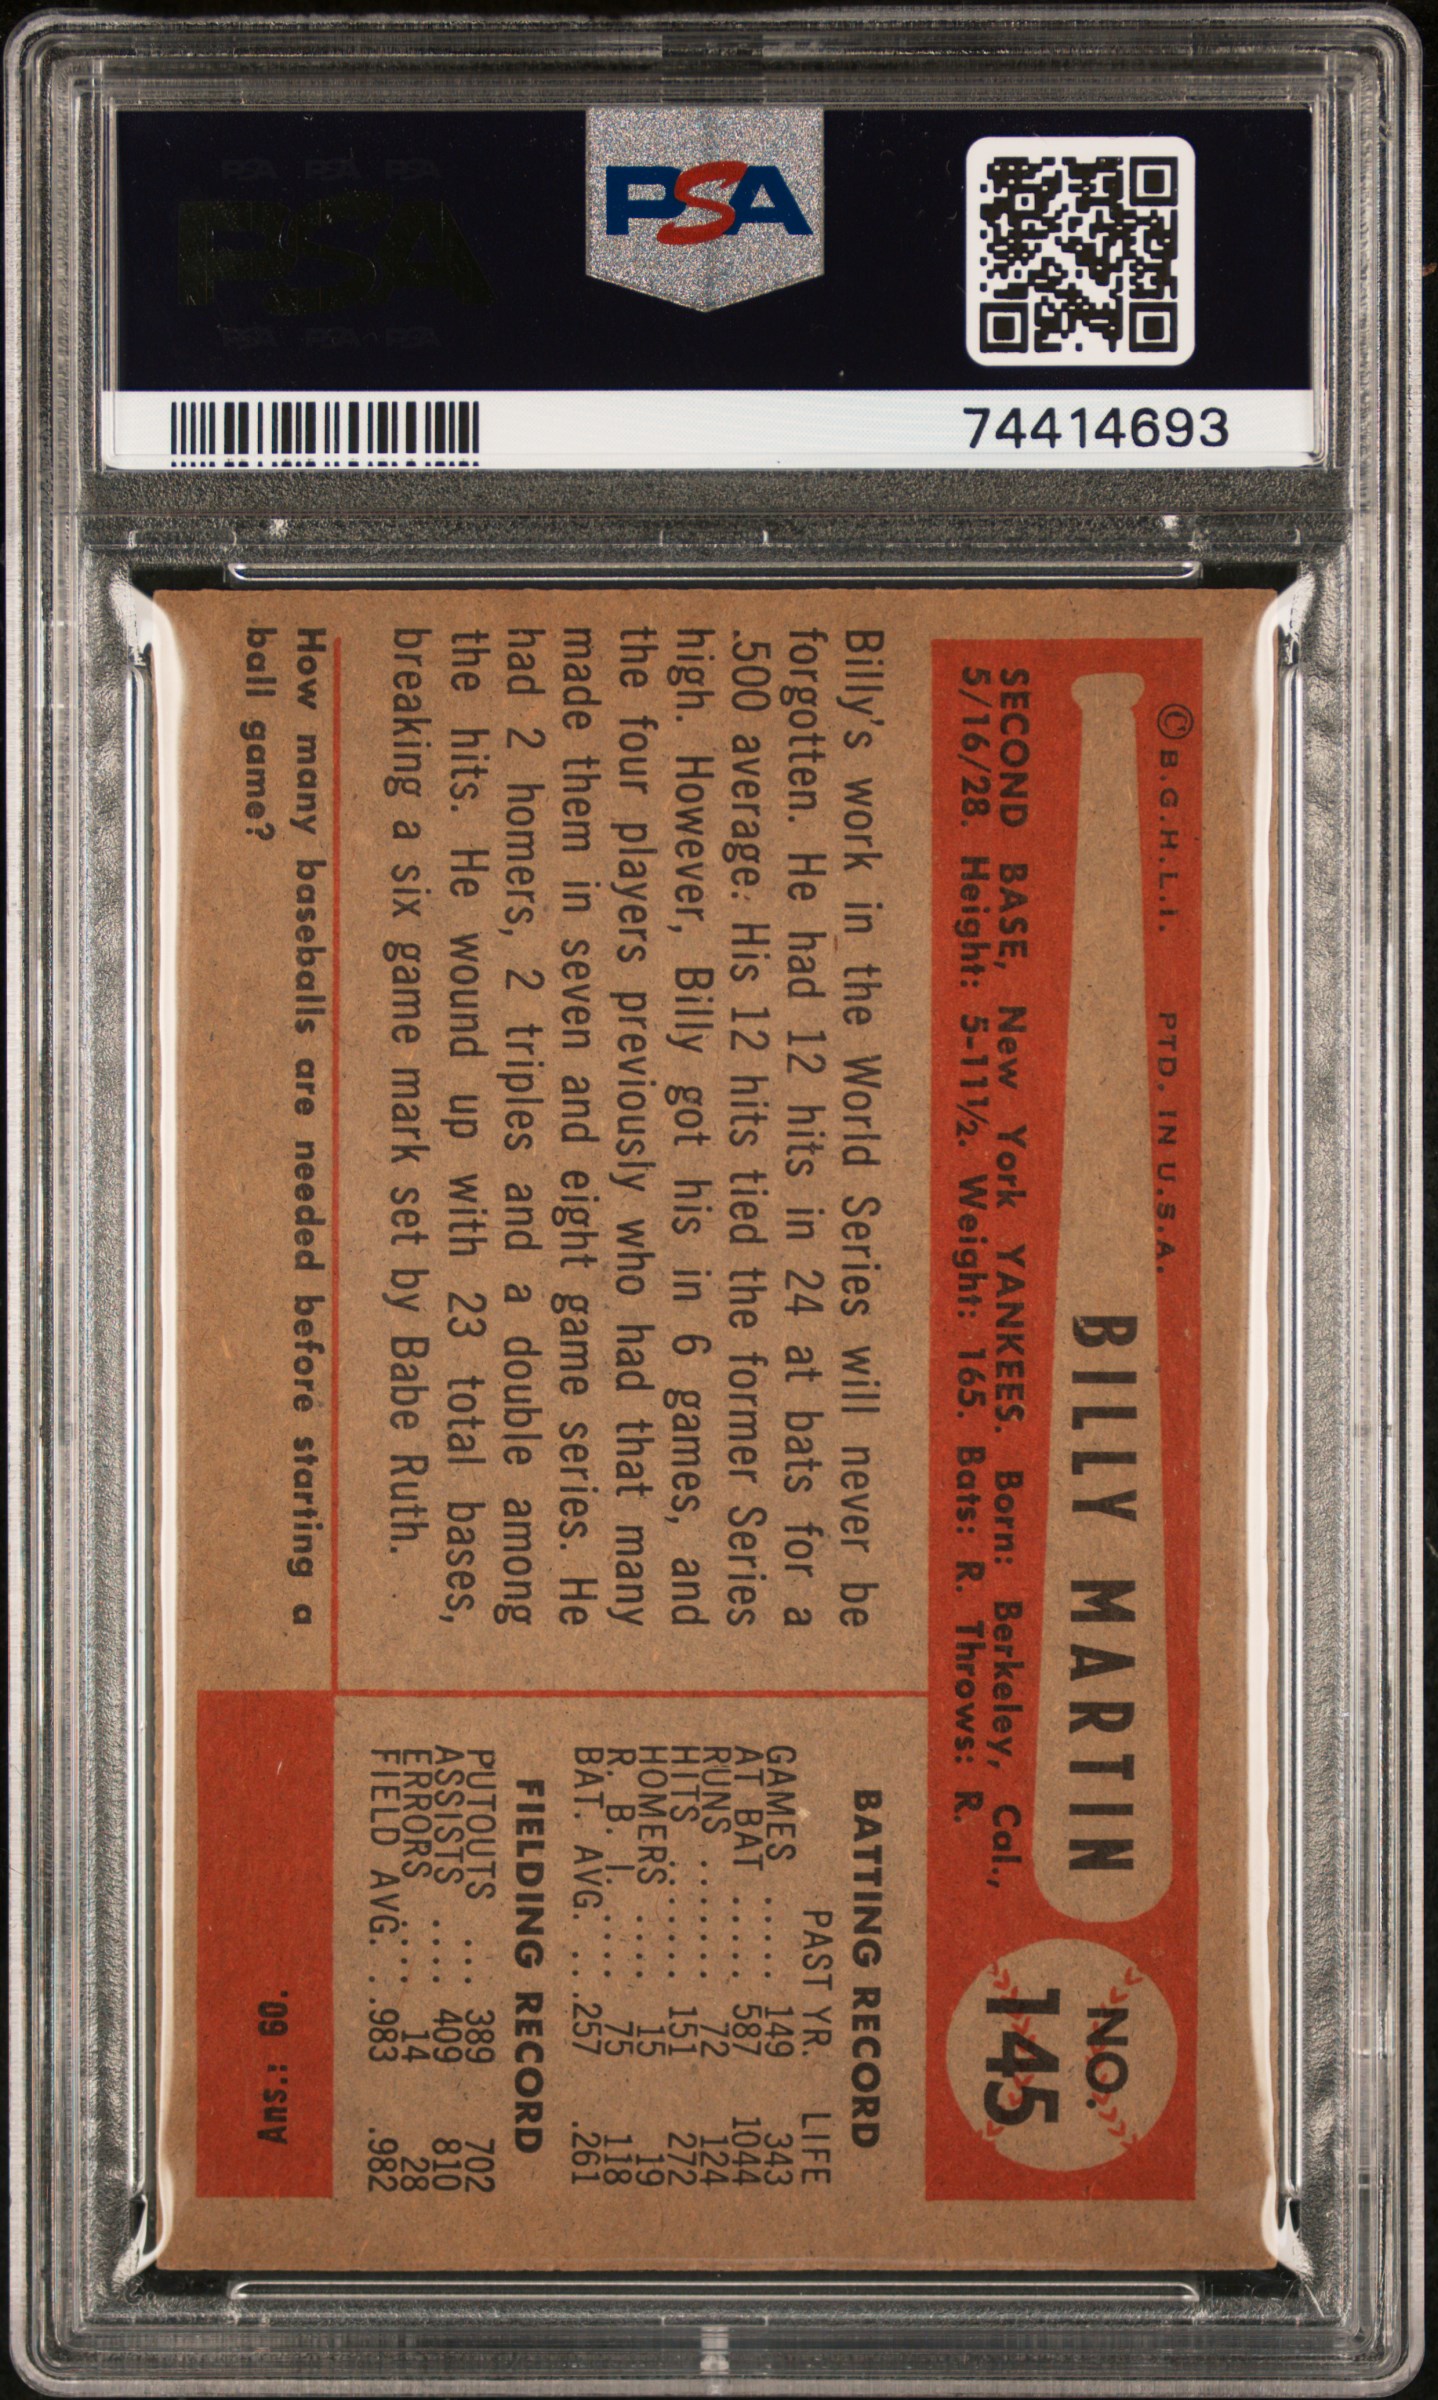 PSA PSA PSA
PSA
PSA PSA PSA
PSA
74414693
© B.G.H.L.I. PTD. IN U.S.A.
BILLY MARTIN
NO.
145
SECOND BASE, New York YANKEES. Born: Berkeley, Cal.,
5/16/28. Height: 5-11½. Weight: 165. Bats: R. Throws: R.
Billy's work in the World Series will never be
forgotten. He had 12 hits in 24 at bats for a
.500 average. His 12 hits tied the former Series
high. However, Billy got his in 6 games, and
the four players previously who had that many
made them in seven and eight game series. He
had 2 homers, 2 triples and a double among
the hits. He wound up with 23 total bases,
breaking a six game mark set by Babe Ruth.
BATTING RECORD
PAST YR. LIFE
GAMES ..... 149 343
AT BAT ..... 587 1044
RUNS ...... 72 124
HITS ...... 151 272
HOMERS .... 15 19
R. B. I. .... 75 118
BAT. AVG. .. .257 .261
FIELDING RECORD
PUTOUTS ... 389 702
ASSISTS .... 409 810
ERRORS .... 14 28
FIELD AVG. . .983 .982
How many baseballs are needed before starting a
ball game?
Ans.: 60.